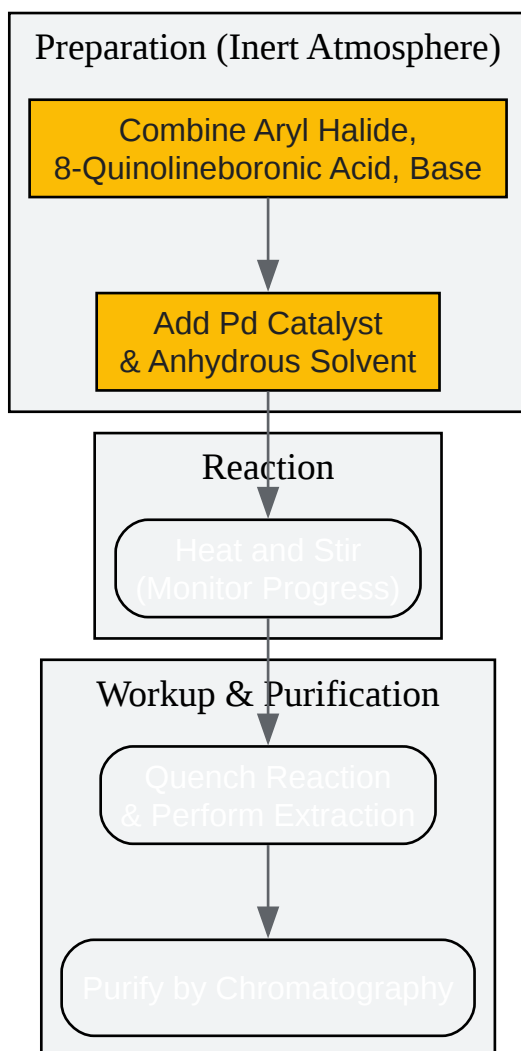 Preparation (Inert Atmosphere)
Combine Aryl Halide,
8-Quinolineboronic Acid, Base
Add Pd Catalyst
& Anhydrous Solvent
Reaction
Heat and Stir
(Monitor Progress)
Workup & Purification
Quench Reaction
& Perform Extraction
Purify by Chromatography